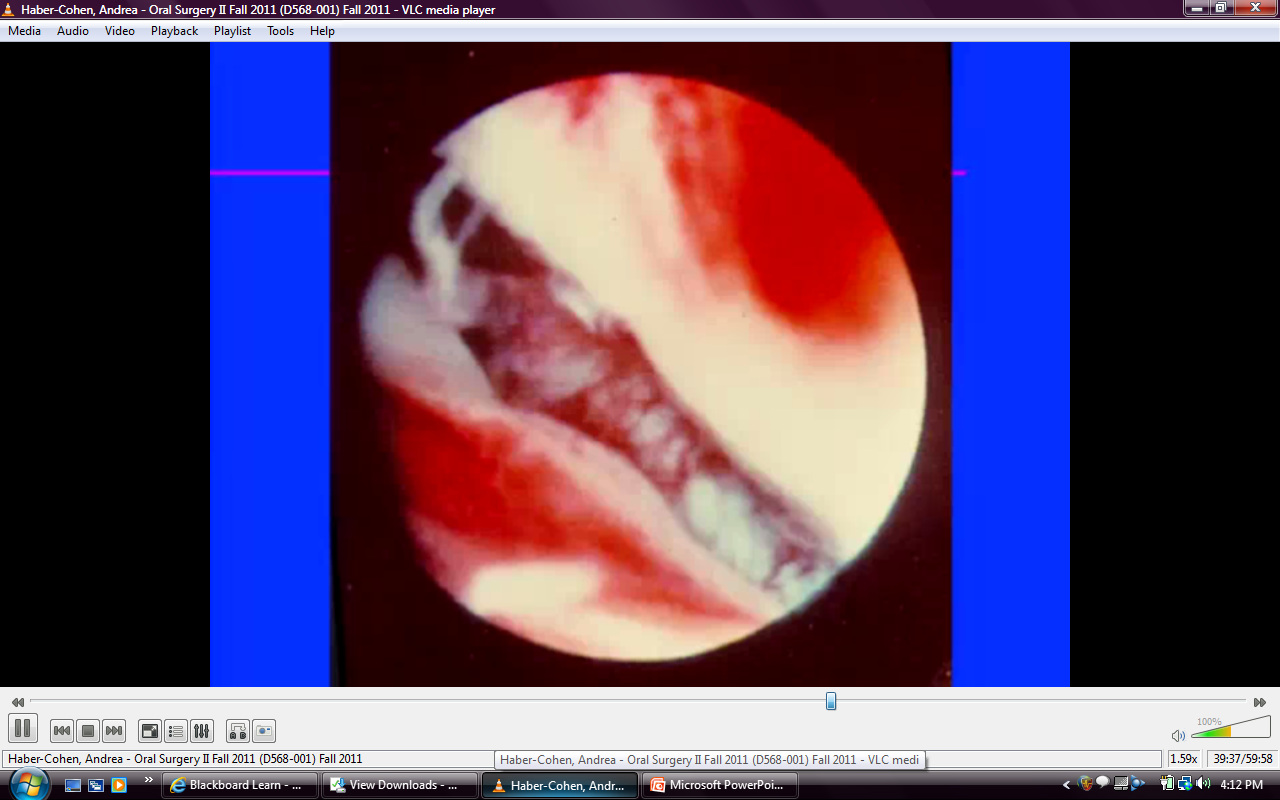 Haber-Cohen, Andrea - Oral Surgery II Fall 2011 (D568-001) Fall 2011 - VLC media player
Media Audio Video Playback Playlist Tools Help
100%
Haber-Cohen, Andrea - Oral Surgery II Fall 2011 (D568-001) Fall 2011
Haber-Cohen, Andrea - Oral Surgery II Fall 2011 (D568-001) Fall 2011 - VLC medi
1.59x
39:37/59:58
Blackboard Learn - ...
View Downloads - ...
Haber-Cohen, Andr...
Microsoft PowerPoi...
4:12 PM